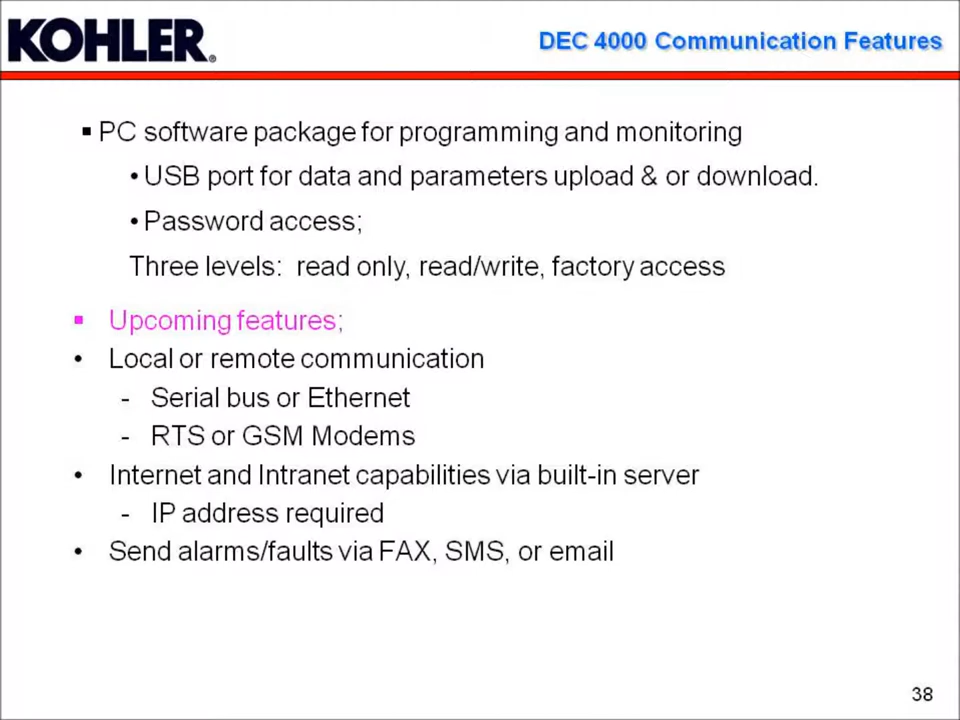 KOHLER®
DEC 4000 Communication Features
▪ PC software package for programming and monitoring
• USB port for data and parameters upload & or download.
• Password access;
Three levels: read only, read/write, factory access
▪ Upcoming features;
• Local or remote communication
- Serial bus or Ethernet
- RTS or GSM Modems
• Internet and Intranet capabilities via built-in server
- IP address required
• Send alarms/faults via FAX, SMS, or email
38